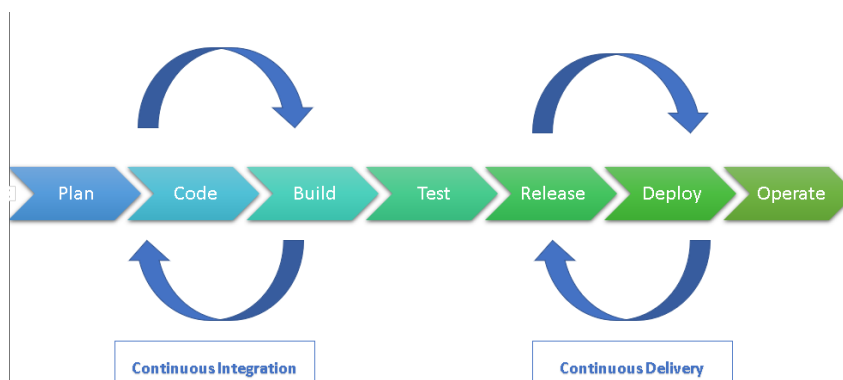 Plan
Code
Build
Test
Release
Deploy
Operate
Continuous Integration
Continuous Delivery